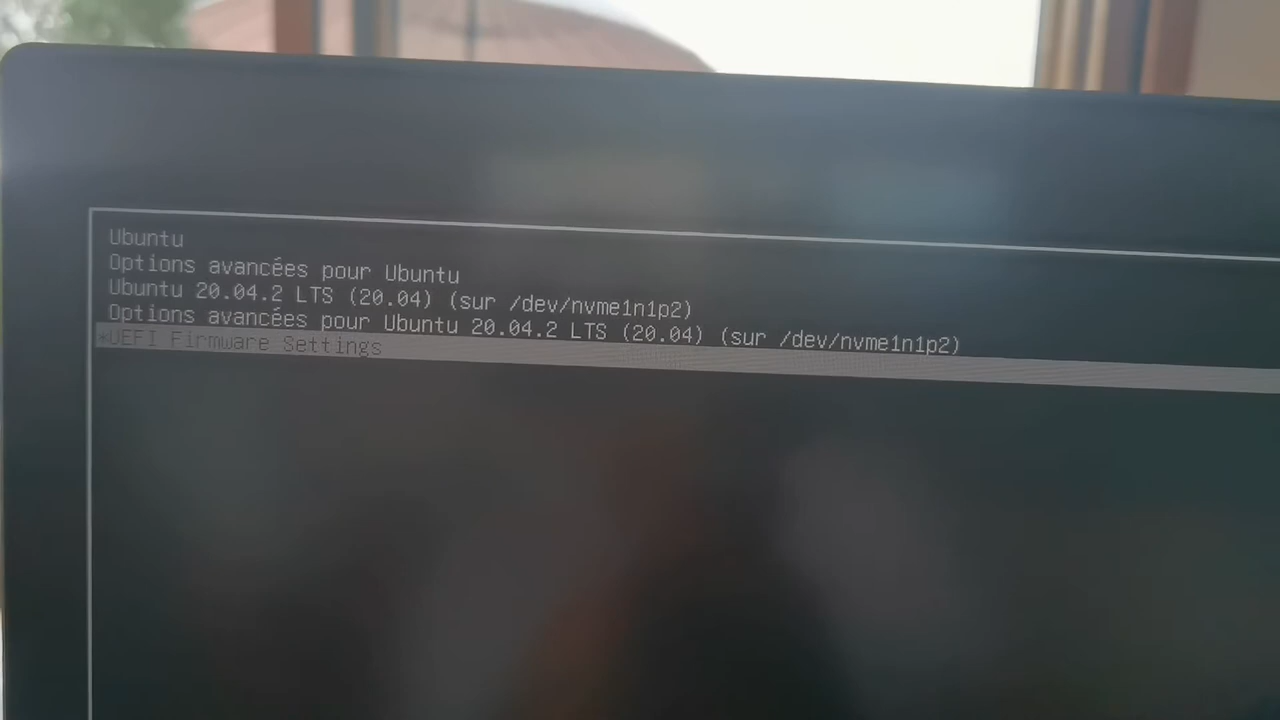 Ubuntu
Options avancées pour Ubuntu
Ubuntu 20.04.2 LTS (20.04) (sur /dev/nvme1n1p2)
Options avancées pour Ubuntu 20.04.2 LTS (20.04) (sur /dev/nvme1n1p2)
*UEFI Firmware Settings